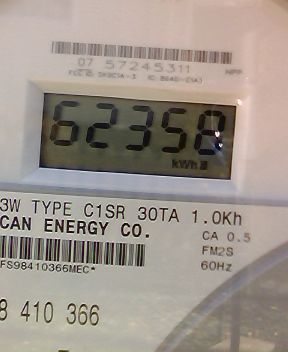 07 57245311
NPP
62358
kWh
3W TYPE C1SR 30TA 1.0Kh
CAN ENERGY CO.
CA 0.5
FM2S
60Hz
FS98410366MEC*
8 410 366